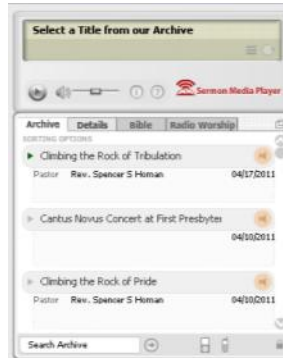 Select a Title from our Archive
Sermon Media Player
Archive Details Bible Radio Worship
SORTING OPTIONS
Climbing the Rock of Tribulation
Pastor Rev. Spencer S Homan 04/17/2011
Cantus Novus Concert at First Presbyter
04/10/2011
Climbing the Rock of Pride
Pastor Rev. Spencer S Homan 04/10/2011
Search Archive